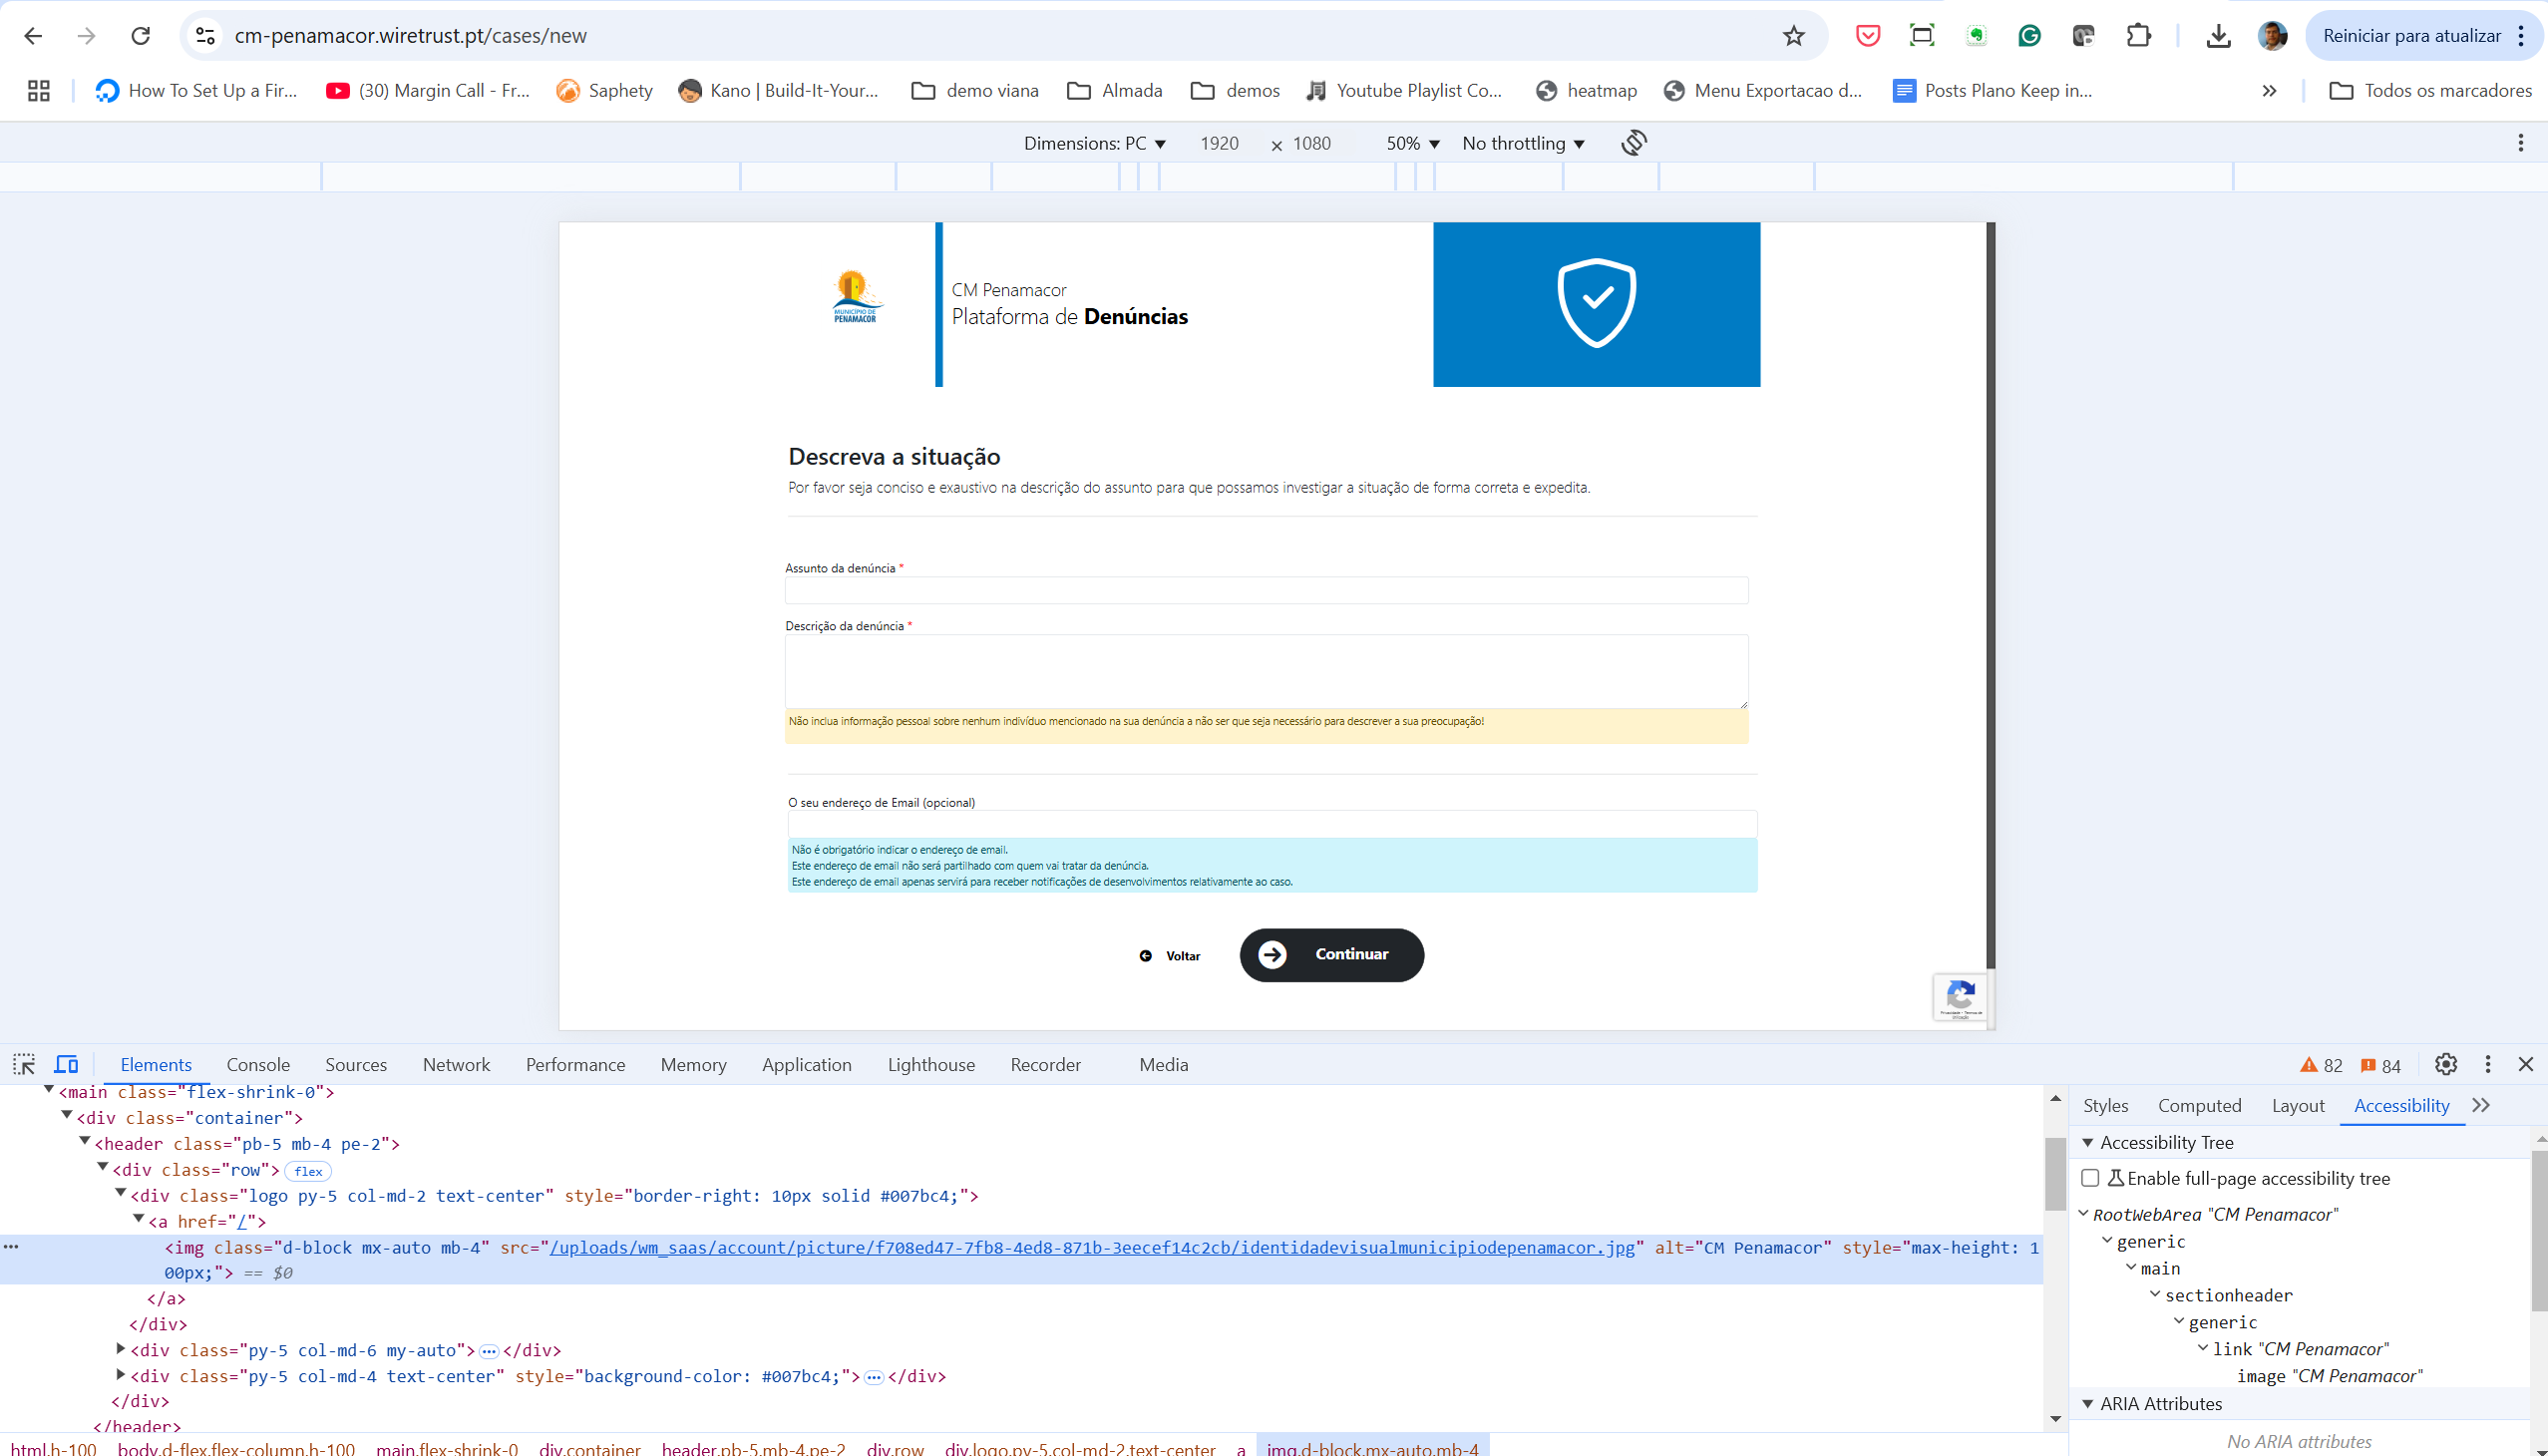 cm-penamacor.wiretrust.pt/cases/new
Reiniciar para atualizar
How To Set Up a Fir...
(30) Margin Call - Fr...
Saphety
Kano | Build-It-Your...
demo viana
Almada
demos
Youtube Playlist Co...
heatmap
Menu Exportacao d...
Posts Plano Keep in...
»
Todos os marcadores
Dimensions: PC ▼ 1920 × 1080 50% ▼ No throttling ▼
MUNICÍPIO DE
PENAMACOR
CM Penamacor
Plataforma de Denúncias
Descreva a situação
Por favor seja conciso e exaustivo na descrição do assunto para que possamos investigar a situação de forma correta e expedita.
Assunto da denúncia *
Descrição da denúncia *
Não inclua informação pessoal sobre nenhum indivíduo mencionado na sua denúncia a não ser que seja necessário para descrever a sua preocupação!
O seu endereço de Email (opcional)
Não é obrigatório indicar o endereço de email.
Este endereço de email não será partilhado com quem vai tratar da denúncia.
Este endereço de email apenas servirá para receber notificações de desenvolvimentos relativamente ao caso.
Voltar
Continuar
Elements Console Sources Network Performance Memory Application Lighthouse Recorder Media
82 84
<main class="flex-shrink-0">
<div class="container">
<header class="pb-5 mb-4 pe-2">
<div class="row"> flex
<div class="logo py-5 col-md-2 text-center" style="border-right: 10px solid #007bc4;">
<a href="/">
<img class="d-block mx-auto mb-4" src="/uploads/wm_saas/account/picture/f708ed47-7fb8-4ed8-871b-3eecef14c2cb/identidadevisualmunicipiodepenamacor.jpg" alt="CM Penamacor" style="max-height: 1
00px;"> == $0
</a>
</div>
<div class="py-5 col-md-6 my-auto"> … </div>
<div class="py-5 col-md-4 text-center" style="background-color: #007bc4;"> … </div>
</div>
</header>
html.h-100 body.d-flex.flex-column.h-100 main.flex-shrink-0 div.container header.pb-5.mb-4.pe-2 div.row div.logo.py-5.col-md-2.text-center a img.d-block.mx-auto.mb-4
Styles Computed Layout Accessibility
Accessibility Tree
Enable full-page accessibility tree
RootWebArea "CM Penamacor"
generic
main
sectionheader
generic
link "CM Penamacor"
image "CM Penamacor"
ARIA Attributes
No ARIA attributes